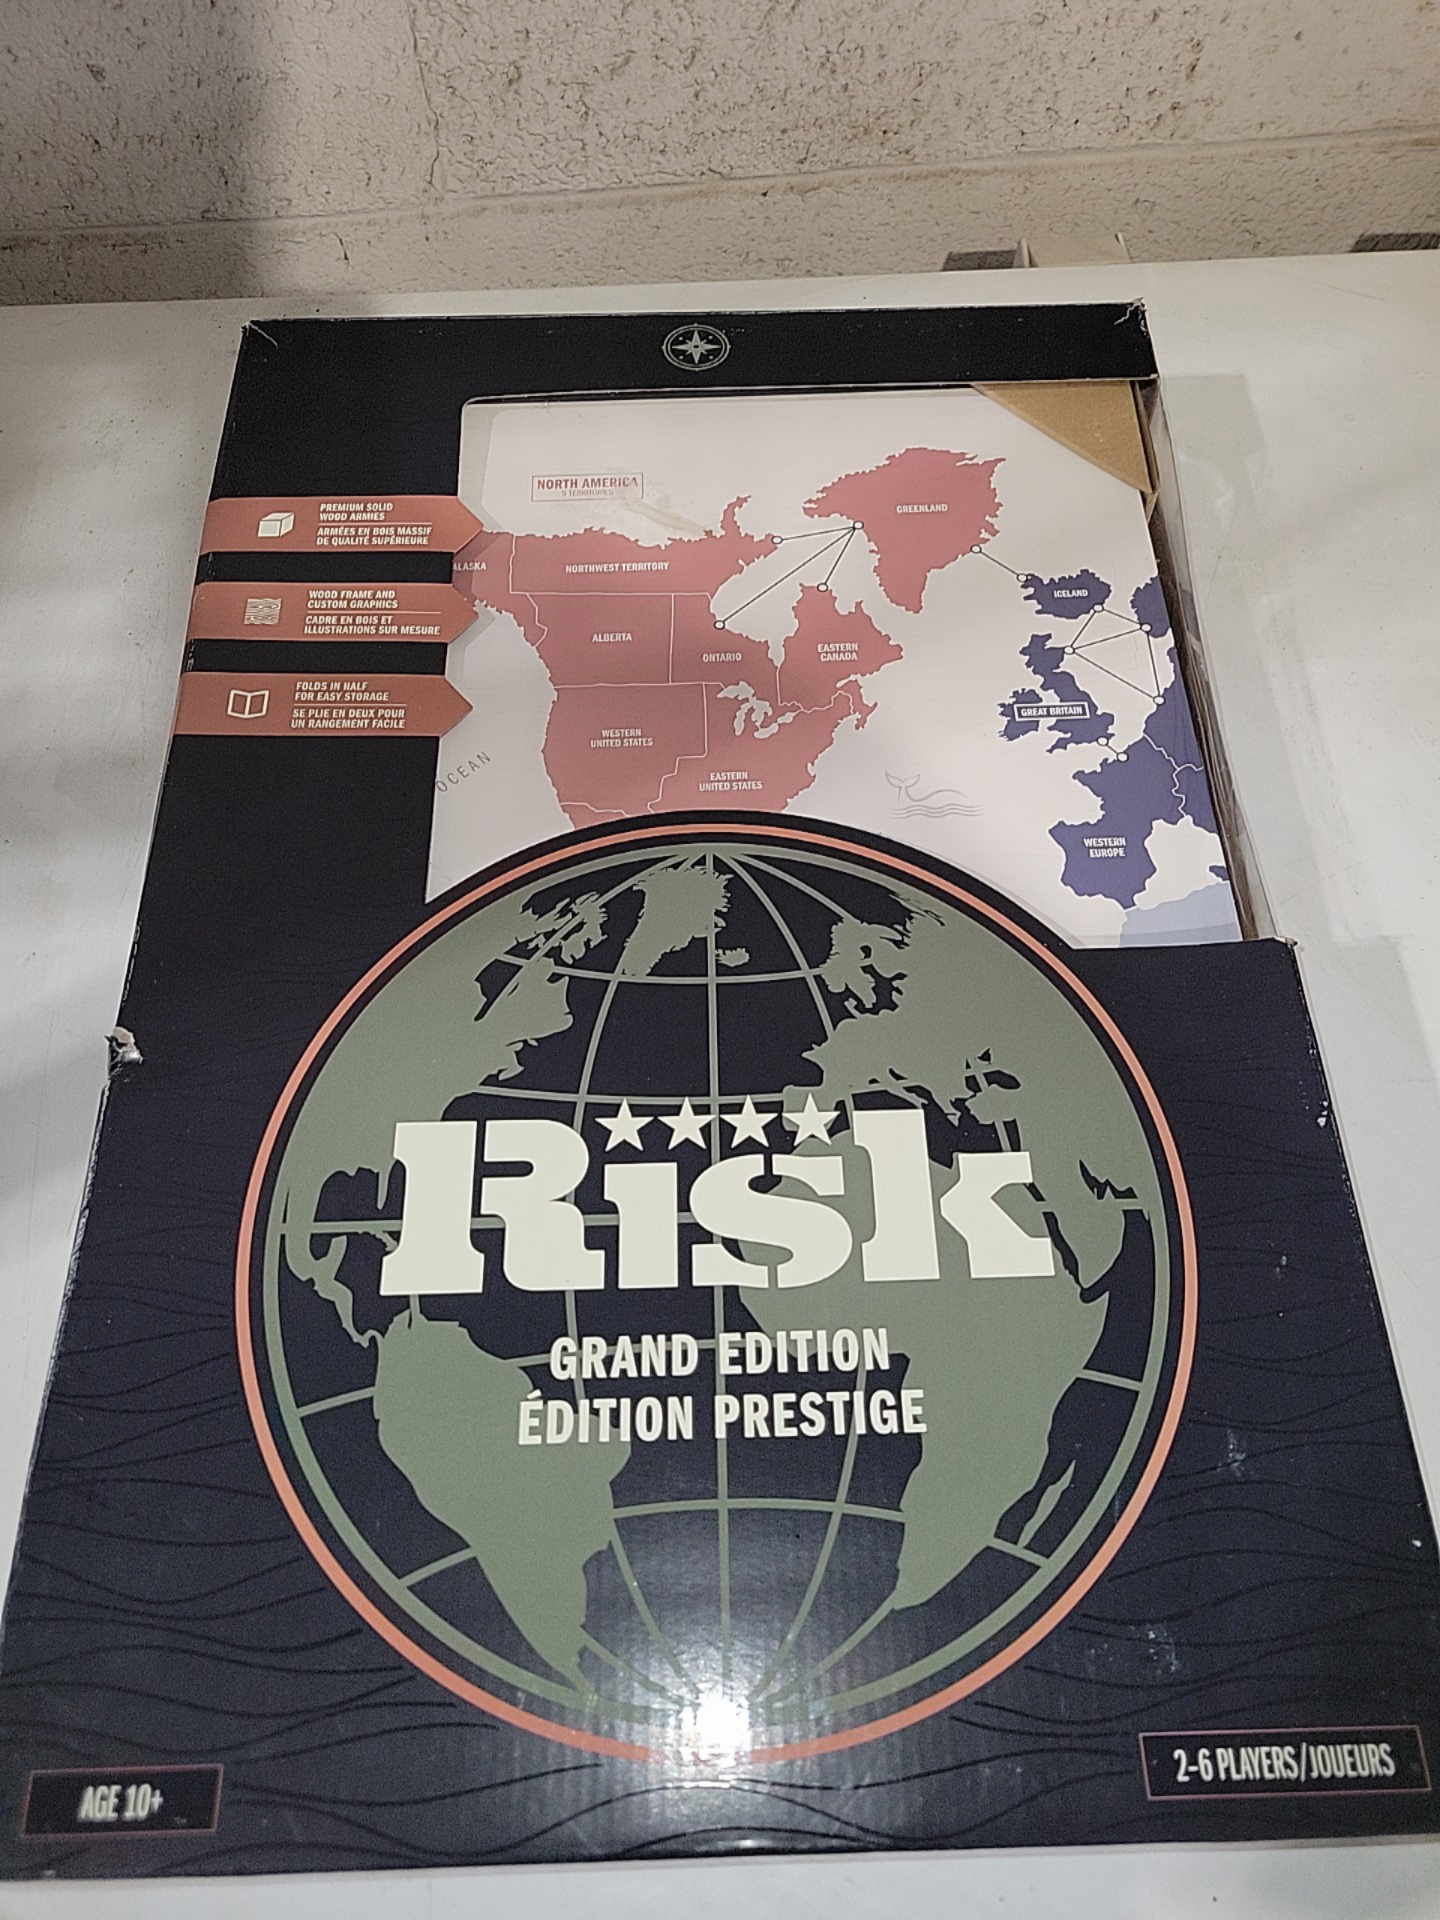 PREMIUM SOLID
WOOD ARMIES
ARMÉES EN BOIS MASSIF
DE QUALITÉ SUPÉRIEURE
WOOD FRAME AND
CUSTOM GRAPHICS
CADRE EN BOIS ET
ILLUSTRATIONS SUR MESURE
FOLDS IN HALF
FOR EASY STORAGE
SE PLIE EN DEUX POUR
UN RANGEMENT FACILE
NORTH AMERICA
9 TERRITORIES
GREENLAND
ALASKA
NORTHWEST TERRITORY
ICELAND
ALBERTA
ONTARIO
EASTERN
CANADA
GREAT BRITAIN
WESTERN
UNITED STATES
EASTERN
UNITED STATES
OCEAN
WESTERN
EUROPE
Risk
GRAND EDITION
ÉDITION PRESTIGE
AGE 10+
2-6 PLAYERS/JOUEURS